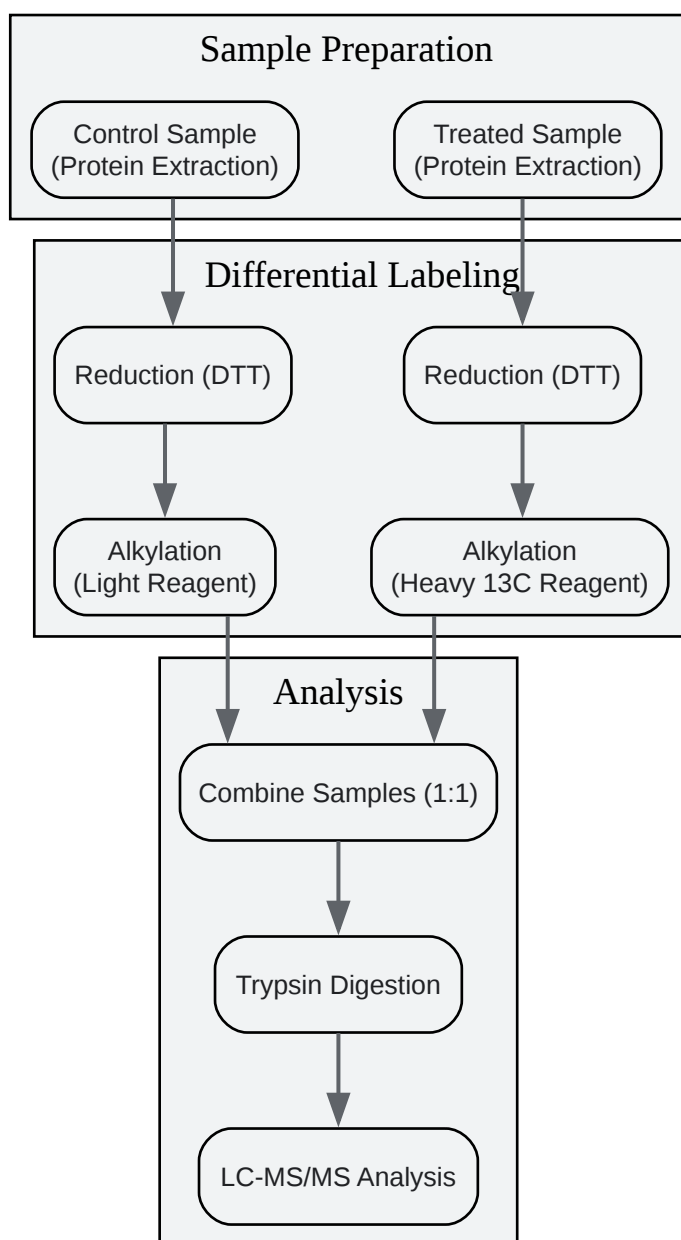 Sample Preparation
Control Sample
(Protein Extraction)
Treated Sample
(Protein Extraction)
Differential Labeling
Reduction (DTT)
Reduction (DTT)
Alkylation
(Light Reagent)
Alkylation
(Heavy 13C Reagent)
Analysis
Combine Samples (1:1)
Trypsin Digestion
LC-MS/MS Analysis